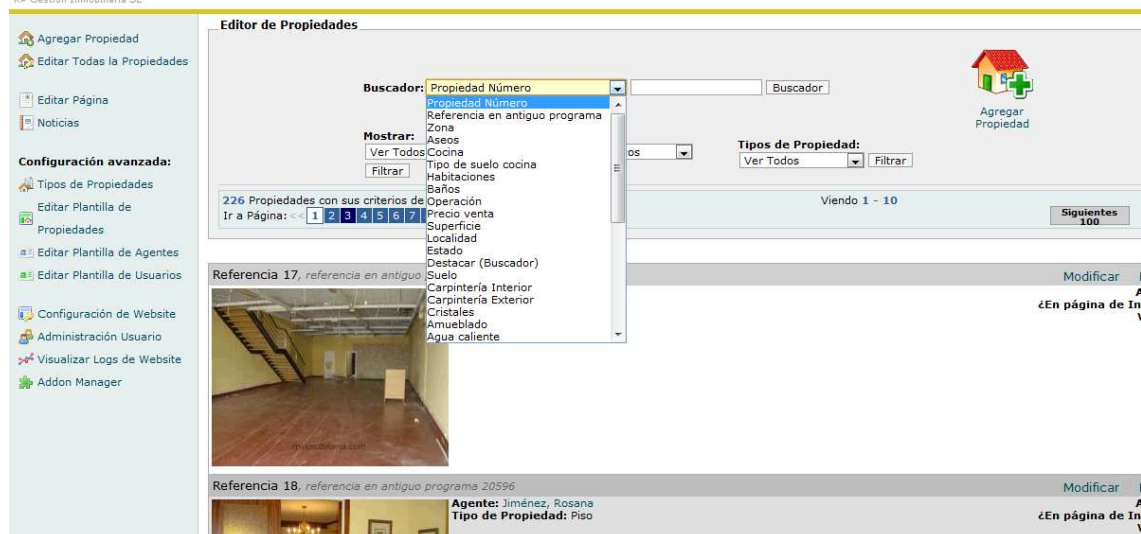 RP Gestión Inmobiliaria SL
Editor de Propiedades
Agregar Propiedad
Editar Todas la Propiedades
Editar Página
Noticias
Configuración avanzada:
Tipos de Propiedades
Editar Plantilla de
Propiedades
Editar Plantilla de Agentes
Editar Plantilla de Usuarios
Configuración de Website
Administración Usuario
Visualizar Logs de Website
Addon Manager
Buscador: Propiedad Número Buscador
Propiedad Número
Referencia en antiguo programa
Zona
Aseos
Cocina
Tipo de suelo cocina
Habitaciones
Baños
Operación
Precio venta
Superficie
Localidad
Estado
Destacar (Buscador)
Suelo
Carpintería Interior
Carpintería Exterior
Cristales
Amueblado
Agua caliente
Agregar
Propiedad
Mostrar:
Ver Todos
Filtrar
os
Tipos de Propiedad:
Ver Todos Filtrar
226 Propiedades con sus criterios de
Viendo 1 - 10
Ir a Página: << 1 2 3 4 5 6 7
Siguientes
100
Referencia 17, referencia en antiguo
Modificar
¿En página de In
rpinmobiliaria.com
Referencia 18, referencia en antiguo programa 20596
Modificar
Agente: Jiménez, Rosana
Tipo de Propiedad: Piso
¿En página de In